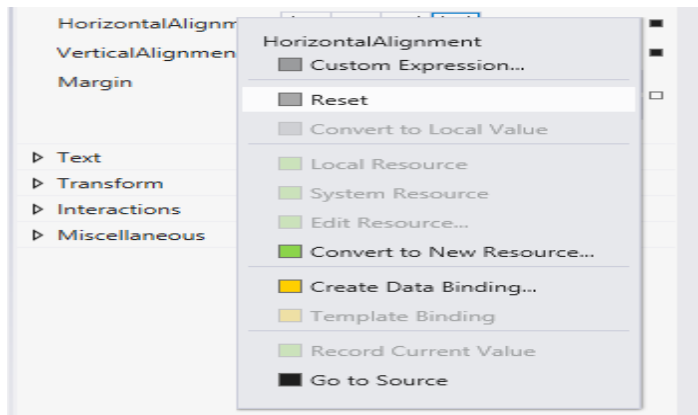 HorizontalAlignm
VerticalAlignmen
Margin
Text
Transform
Interactions
Miscellaneous
HorizontalAlignment
Custom Expression...
Reset
Convert to Local Value
Local Resource
System Resource
Edit Resource...
Convert to New Resource...
Create Data Binding...
Template Binding
Record Current Value
Go to Source